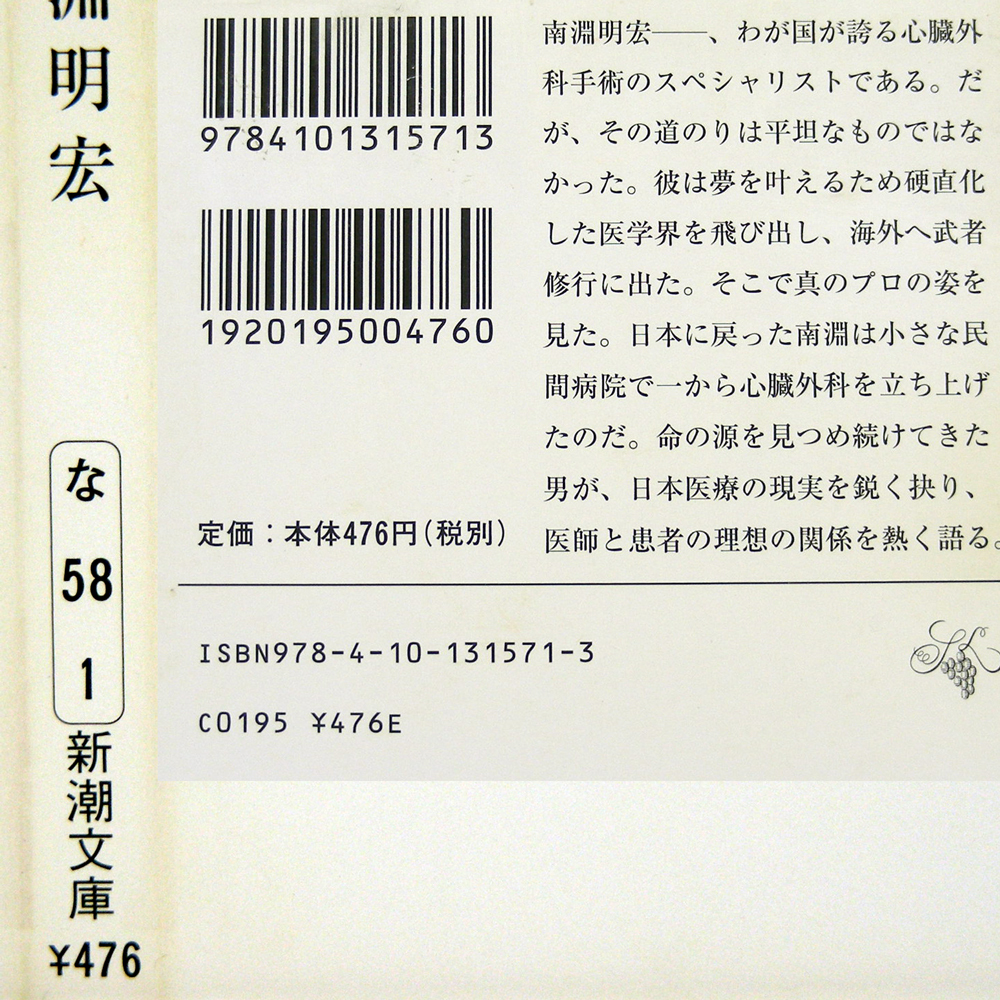 淵明宏
な
58
1
新潮文庫
¥476
9784101315713
1920195004760
定価：本体476円(税別)
南淵明宏――、わが国が誇る心臓外
科手術のスペシャリストである。だ
が、その道のりは平坦なものではな
かった。彼は夢を叶えるため硬直化
した医学界を飛び出し、海外へ武者
修行に出た。そこで真のプロの姿を
見た。日本に戻った南淵は小さな民
間病院で一から心臓外科を立ち上げ
たのだ。命の源を見つめ続けてきた
男が、日本医療の現実を鋭く抉り、
医師と患者の理想の関係を熱く語る。
ISBN978-4-10-131571-3
C0195 ¥476E